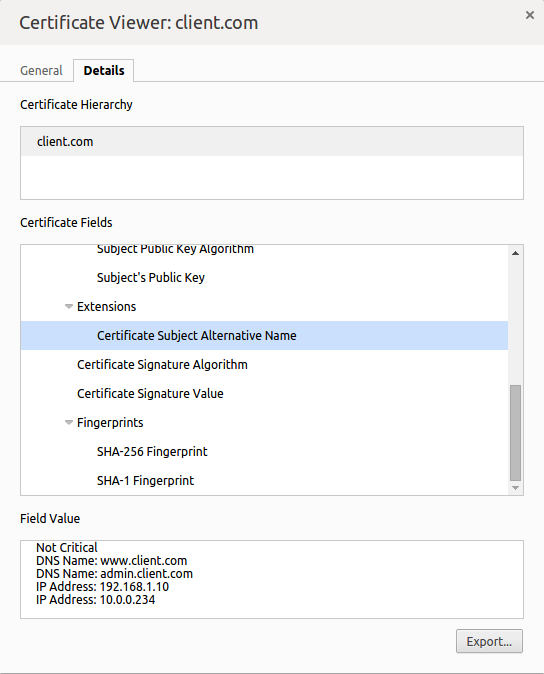 Certificate Viewer: client.com
General
Details
Certificate Hierarchy
client.com
Certificate Fields
Subject Public Key Algorithm
Subject's Public Key
Extensions
Certificate Subject Alternative Name
Certificate Signature Algorithm
Certificate Signature Value
Fingerprints
SHA-256 Fingerprint
SHA-1 Fingerprint
Field Value
Not Critical
DNS Name: www.client.com
DNS Name: admin.client.com
IP Address: 192.168.1.10
IP Address: 10.0.0.234
Export...